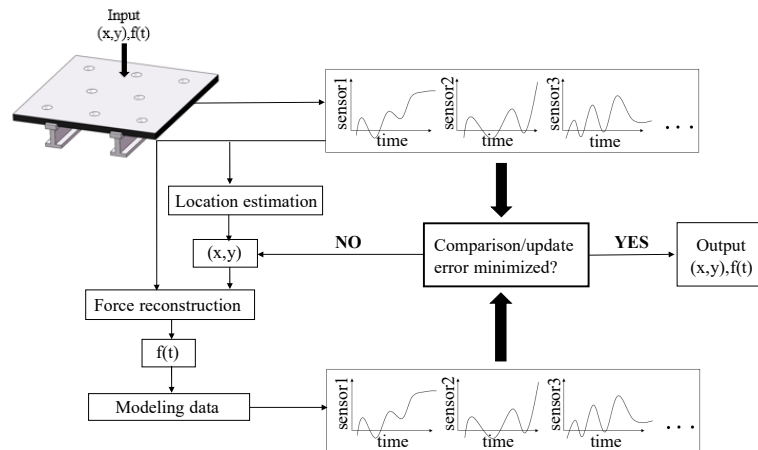 Input
(x,y),f(t)
sensor1
time
sensor2
time
sensor3
time
...
Location estimation
(x,y)
NO
Comparison/update
error minimized?
YES
Output
(x,y),f(t)
Force reconstruction
f(t)
Modeling data
sensor1
time
sensor2
time
sensor3
time
...